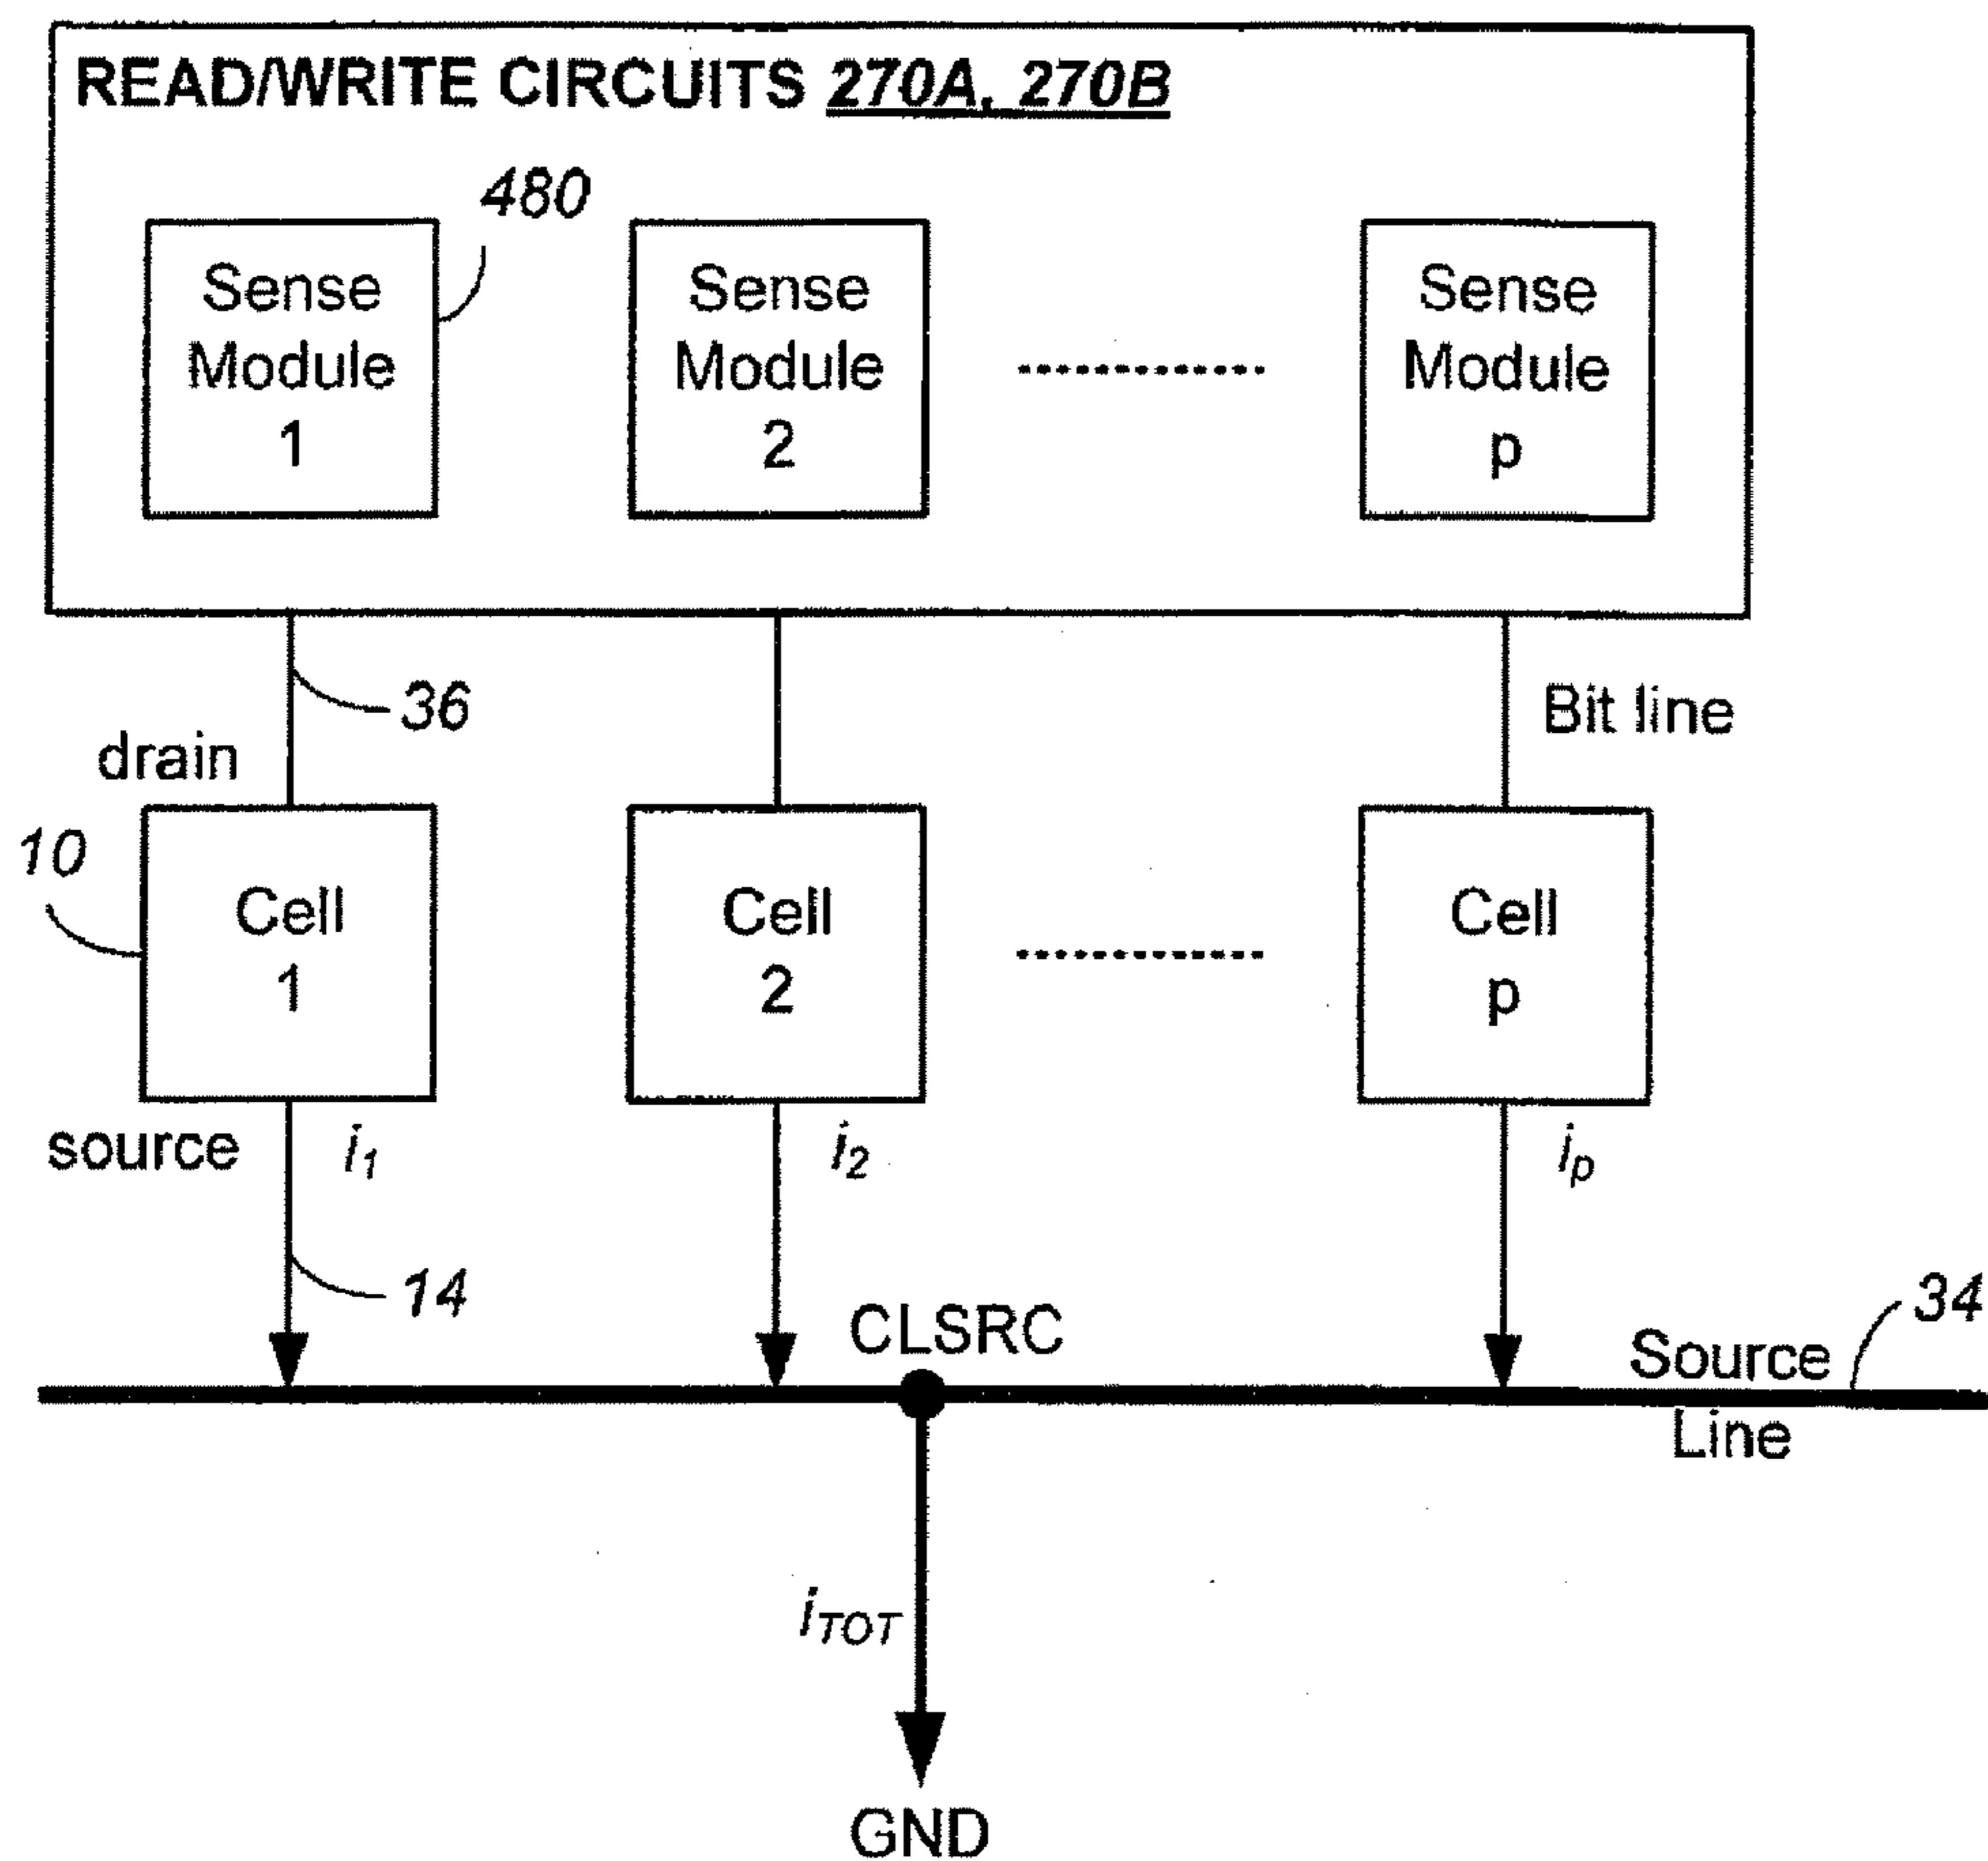 READ/WRITE CIRCUITS 270A, 270B
480
Sense
Module
1
Sense
Module
2
Sense
Module
p
36
Bit line
drain
10
Cell
1
Cell
2
Cell
p
source
i1
i2
ip
14
CLSRC
34
Source
Line
iTOT
GND